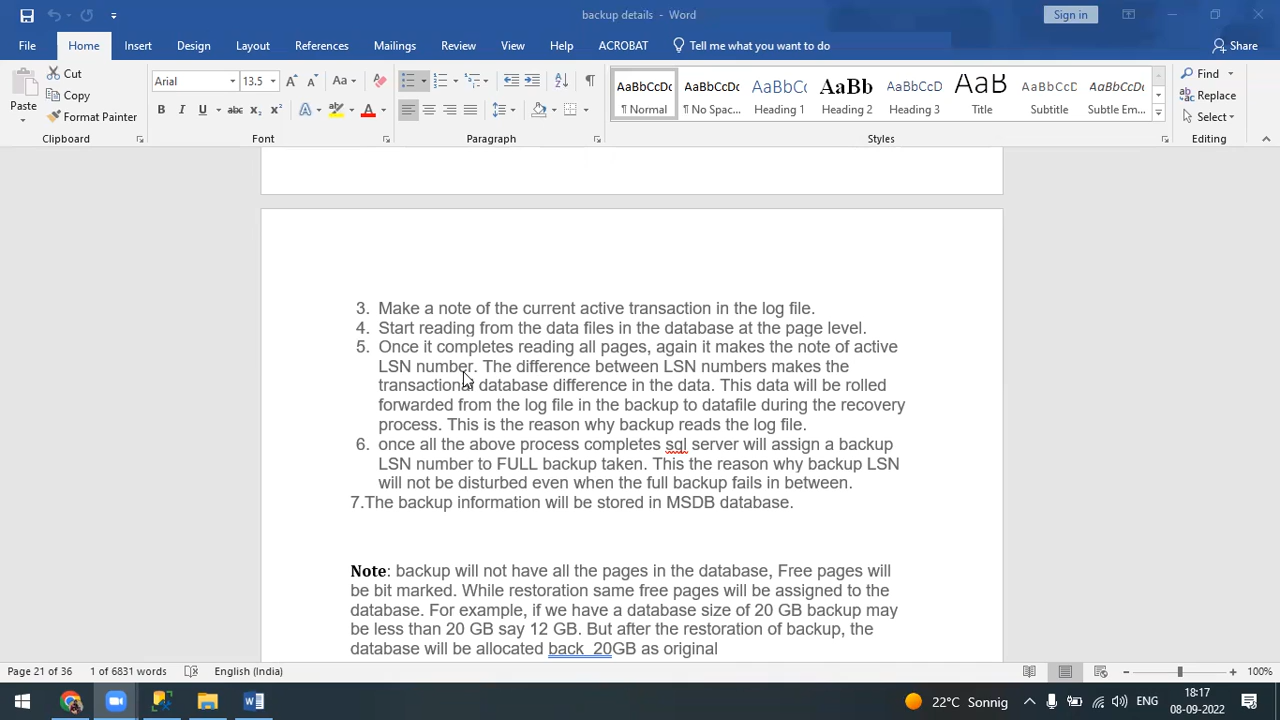 backup details - Word
Sign in
File Home Insert Design Layout References Mailings Review View Help ACROBAT Tell me what you want to do Share
Paste Cut Copy Format Painter
Arial 13.5 Aa A
B I U abc x₂ x² A A
AaBbCcDc AaBbCcDc AaBbCc AaBbCc AaBbCcD AaB AaBbCcD AaBbCcDc
¶ Normal ¶ No Spac... Heading 1 Heading 2 Heading 3 Title Subtitle Subtle Em...
Find Replace Select
Clipboard Font Paragraph Styles Editing
3. Make a note of the current active transaction in the log file.
4. Start reading from the data files in the database at the page level.
5. Once it completes reading all pages, again it makes the note of active
LSN number. The difference between LSN numbers makes the
transactional database difference in the data. This data will be rolled
forwarded from the log file in the backup to datafile during the recovery
process. This is the reason why backup reads the log file.
6. once all the above process completes sql server will assign a backup
LSN number to FULL backup taken. This the reason why backup LSN
will not be disturbed even when the full backup fails in between.
7.The backup information will be stored in MSDB database.
Note: backup will not have all the pages in the database, Free pages will
be bit marked. While restoration same free pages will be assigned to the
database. For example, if we have a database size of 20 GB backup may
be less than 20 GB say 12 GB. But after the restoration of backup, the
database will be allocated back 20GB as original
Page 21 of 36 1 of 6831 words English (India) 100%
22°C Sonnig ENG 18:17
08-09-2022